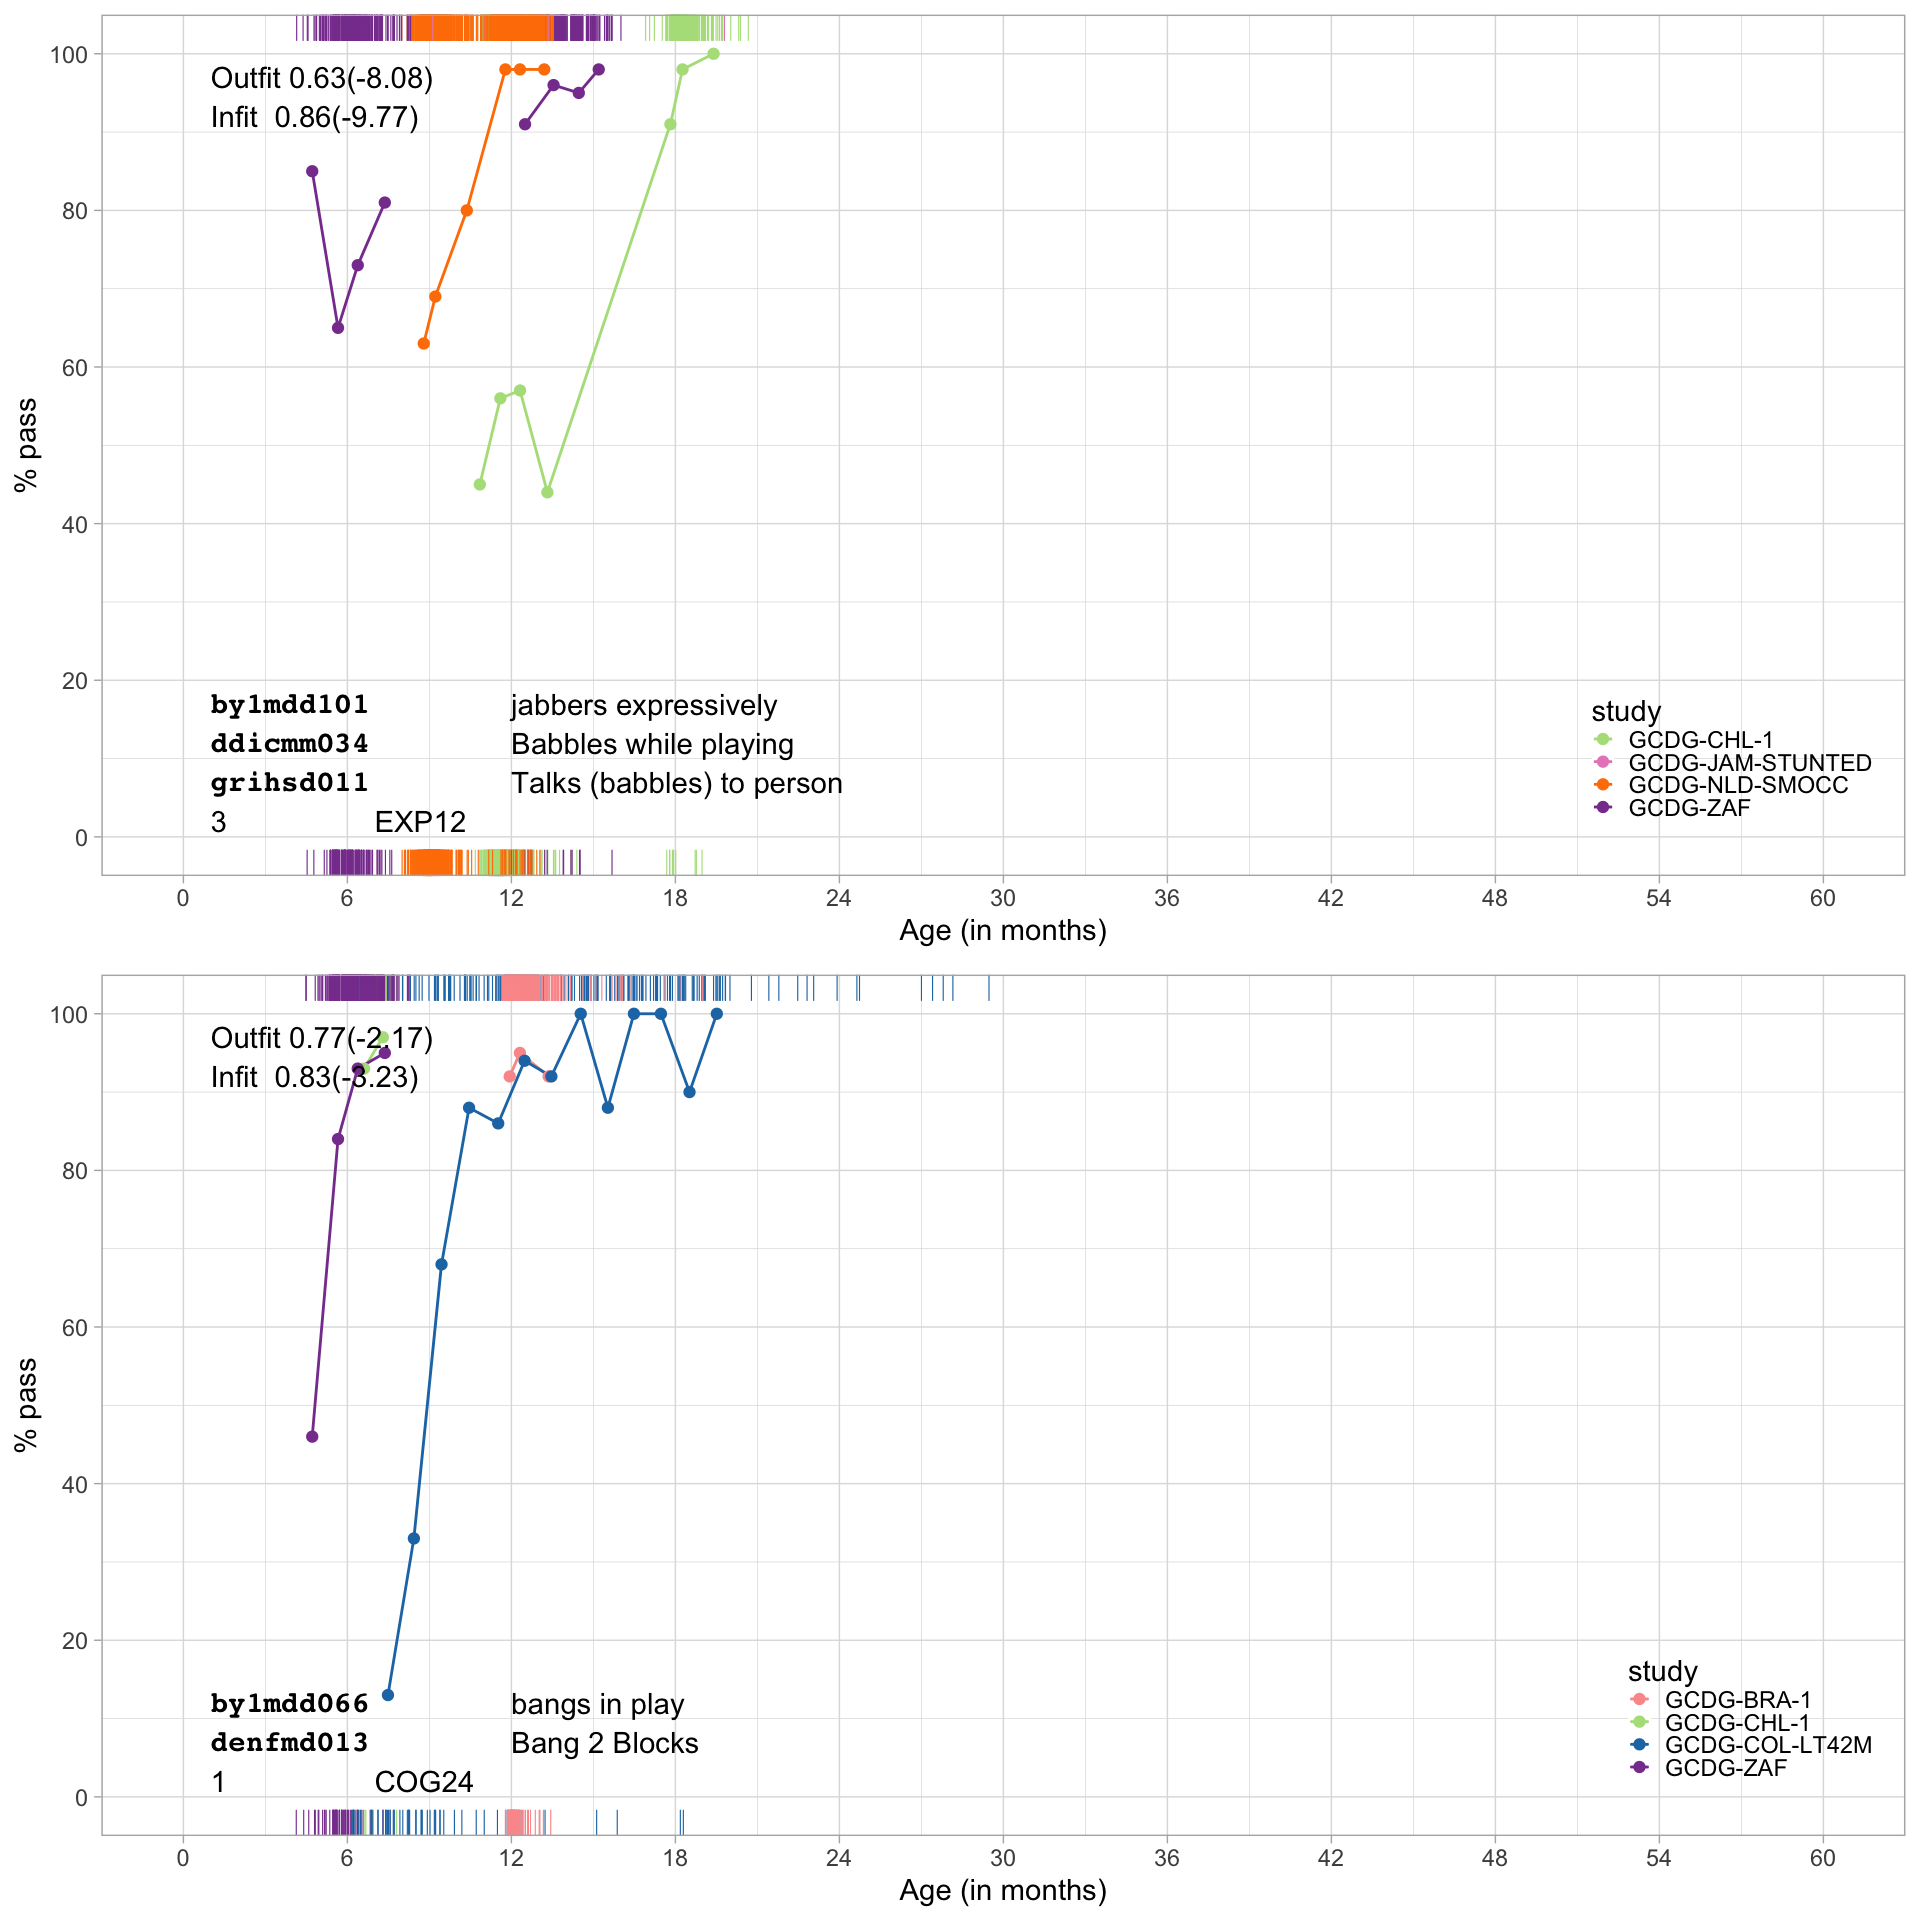 100
80
60
40
20
0
% pass
Outfit 0.63(-8.08)
Infit 0.86(-9.77)
by1mdd101 jabbers expressively
ddicmm034 Babbles while playing
grihsd011 Talks (babbles) to person
3 EXP12
study
GCDG-CHL-1
GCDG-JAM-STUNTED
GCDG-NLD-SMOCC
GCDG-ZAF
0 6 12 18 24 30 36 42 48 54 60
Age (in months)
100
80
60
40
20
0
% pass
Outfit 0.77(-2.17)
Infit 0.83(-3.23)
by1mdd066 bangs in play
denfmd013 Bang 2 Blocks
1 COG24
study
GCDG-BRA-1
GCDG-CHL-1
GCDG-COL-LT42M
GCDG-ZAF
0 6 12 18 24 30 36 42 48 54 60
Age (in months)